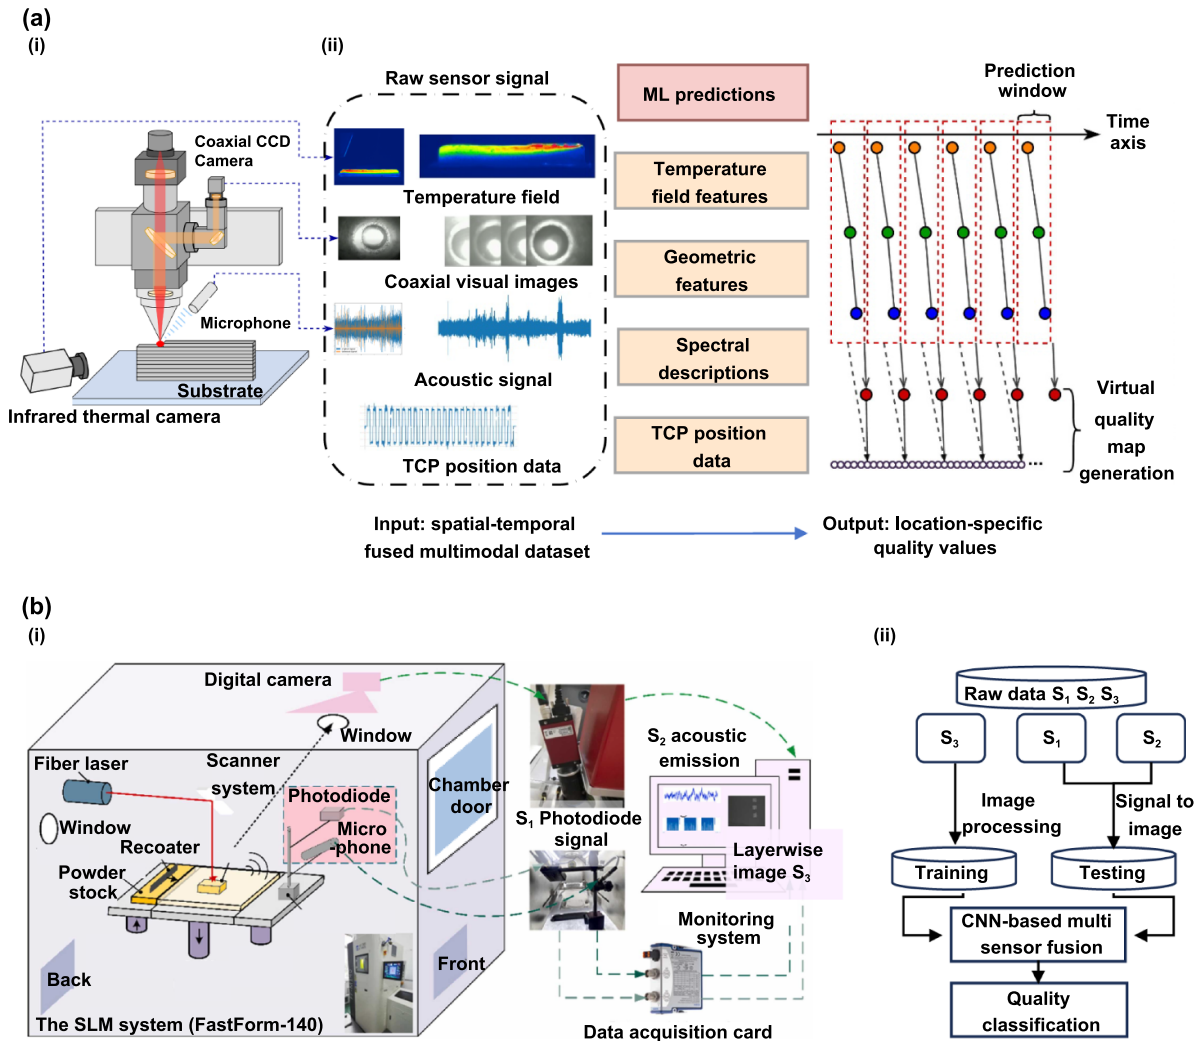 (a)
(i)
(ii)
Coaxial CCD
Camera
Microphone
Substrate
Infrared thermal camera
Raw sensor signal
Temperature field
Coaxial visual images
Acoustic signal
TCP position data
ML predictions
Temperature
field features
Geometric
features
Spectral
descriptions
TCP position
data
Prediction
window
Time
axis
Virtual
quality
map
generation
Input: spatial-temporal
fused multimodal dataset
Output: location-specific
quality values
(b)
(i)
Digital camera
Window
Fiber laser
Scanner
system
Chamber
door
Photodiode
Micro
-phone
Window
Recoater
Powder
stock
Back
Front
The SLM system (FastForm-140)
S1 Photodiode
signal
S2 acoustic
emission
Layerwise
image S3
Monitoring
system
Data acquisition card
(ii)
Raw data S1 S2 S3
S3
S1
S2
Image
processing
Signal to
image
Training
Testing
CNN-based multi
sensor fusion
Quality
classification